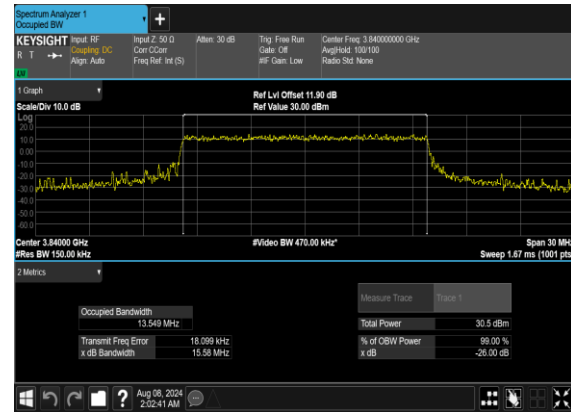 Spectrum Analyzer 1
Occupied BW
+
KEYSIGHT Input: RF Input Z: 50 Ω Atten: 30 dB Trig: Free Run Center Freq: 3.840000000 GHz
R T Coupling: DC Corr CCorr Gate: Off Avg|Hold: 100/100
Align: Auto Freq Ref: Int (S) #IF Gain: Low Radio Std: None
1 Graph
Ref Lvl Offset 11.90 dB
Scale/Div 10.0 dB Ref Value 30.00 dBm
Log
20.0
10.0
0.00
-10.0
-20.0
-30.0
-40.0
-50.0
-60.0
Center 3.84000 GHz #Video BW 470.00 kHz* Span 30 MHz
#Res BW 150.00 kHz Sweep 1.67 ms (1001 pts
2 Metrics
Measure Trace Trace 1
Occupied Bandwidth
13.549 MHz
Total Power 30.5 dBm
Transmit Freq Error 18.099 kHz
% of OBW Power 99.00 %
x dB Bandwidth 15.58 MHz
x dB -26.00 dB
?
Aug 08, 2024
2:02:41 AM